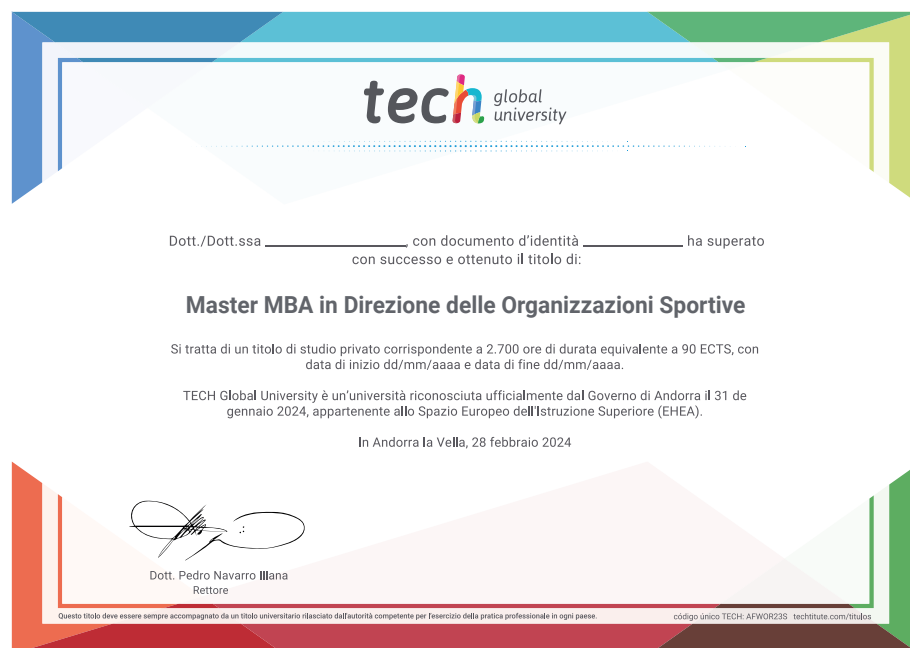 tech global university
Dott./Dott.ssa ____________________, con documento d'identità ______________ ha superato
con successo e ottenuto il titolo di:
Master MBA in Direzione delle Organizzazioni Sportive
Si tratta di un titolo di studio privato corrispondente a 2.700 ore di durata equivalente a 90 ECTS, con
data di inizio dd/mm/aaaa e data di fine dd/mm/aaaa.
TECH Global University è un'università riconosciuta ufficialmente dal Governo di Andorra il 31 de
gennaio 2024, appartenente allo Spazio Europeo dell'Istruzione Superiore (EHEA).
In Andorra la Vella, 28 febbraio 2024
Dott. Pedro Navarro Illana
Rettore
Questo titolo deve essere sempre accompagnato da un titolo universitario rilasciato dall'autorità competente per l'esercizio della pratica professionale in ogni paese.
código único TECH: AFWOR23S techtitute.com/titulos